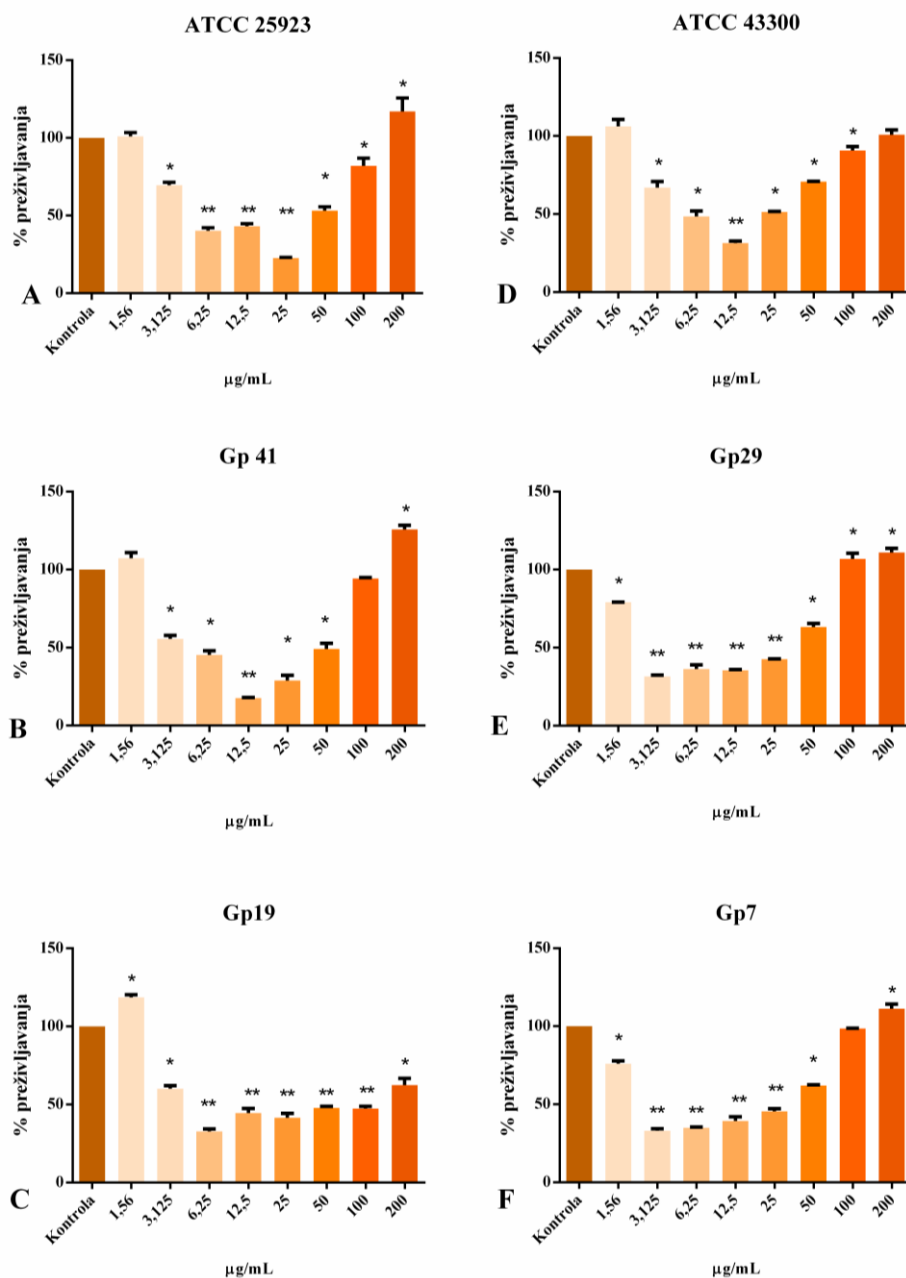 ATCC 25923
150
100
50
0
% preživljavanja
* ** ** ** * * *
Kontrola 1,56 3,125 6,25 12,5 25 50 100 200
µg/mL
A
ATCC 43300
150
100
50
0
% preživljavanja
* * ** * * *
Kontrola 1,56 3,125 6,25 12,5 25 50 100 200
µg/mL
D
Gp 41
150
100
50
0
% preživljavanja
* * ** * * *
Kontrola 1,56 3,125 6,25 12,5 25 50 100 200
µg/mL
B
Gp29
150
100
50
0
% preživljavanja
* ** ** ** ** * * *
Kontrola 1,56 3,125 6,25 12,5 25 50 100 200
µg/mL
E
Gp19
150
100
50
0
% preživljavanja
* * ** ** ** ** ** *
Kontrola 1,56 3,125 6,25 12,5 25 50 100 200
µg/mL
C
Gp7
150
100
50
0
% preživljavanja
* ** ** ** ** * *
Kontrola 1,56 3,125 6,25 12,5 25 50 100 200
µg/mL
F